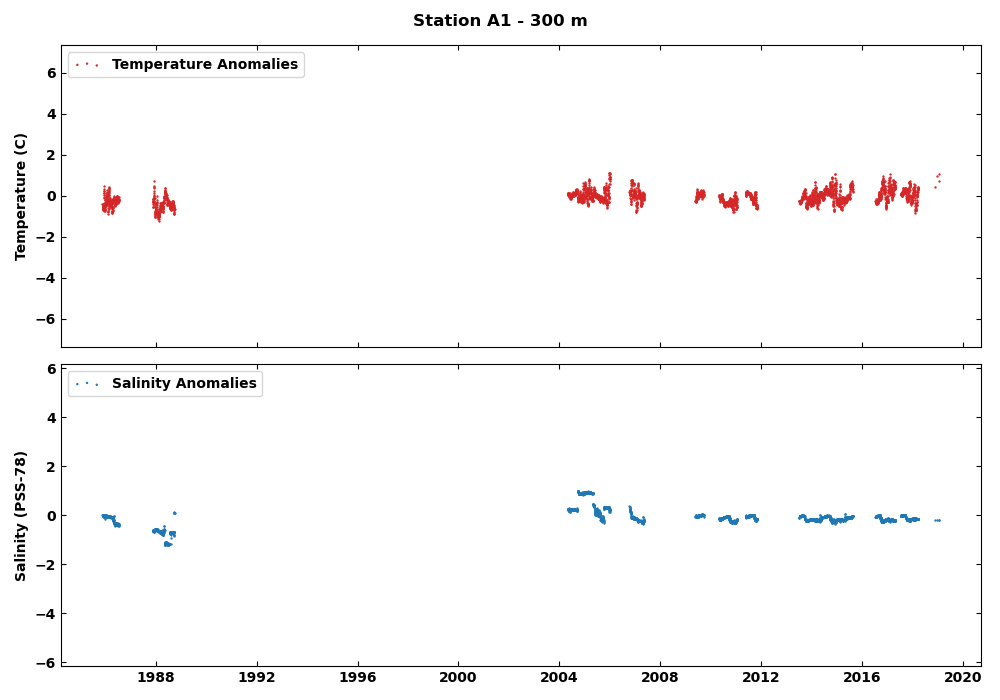 Station A1 - 300 m
Temperature Anomalies
Temperature (C)
6
4
2
0
−2
−4
−6
Salinity Anomalies
Salinity (PSS-78)
6
4
2
0
−2
−4
−6
1988 1992 1996 2000 2004 2008 2012 2016 2020